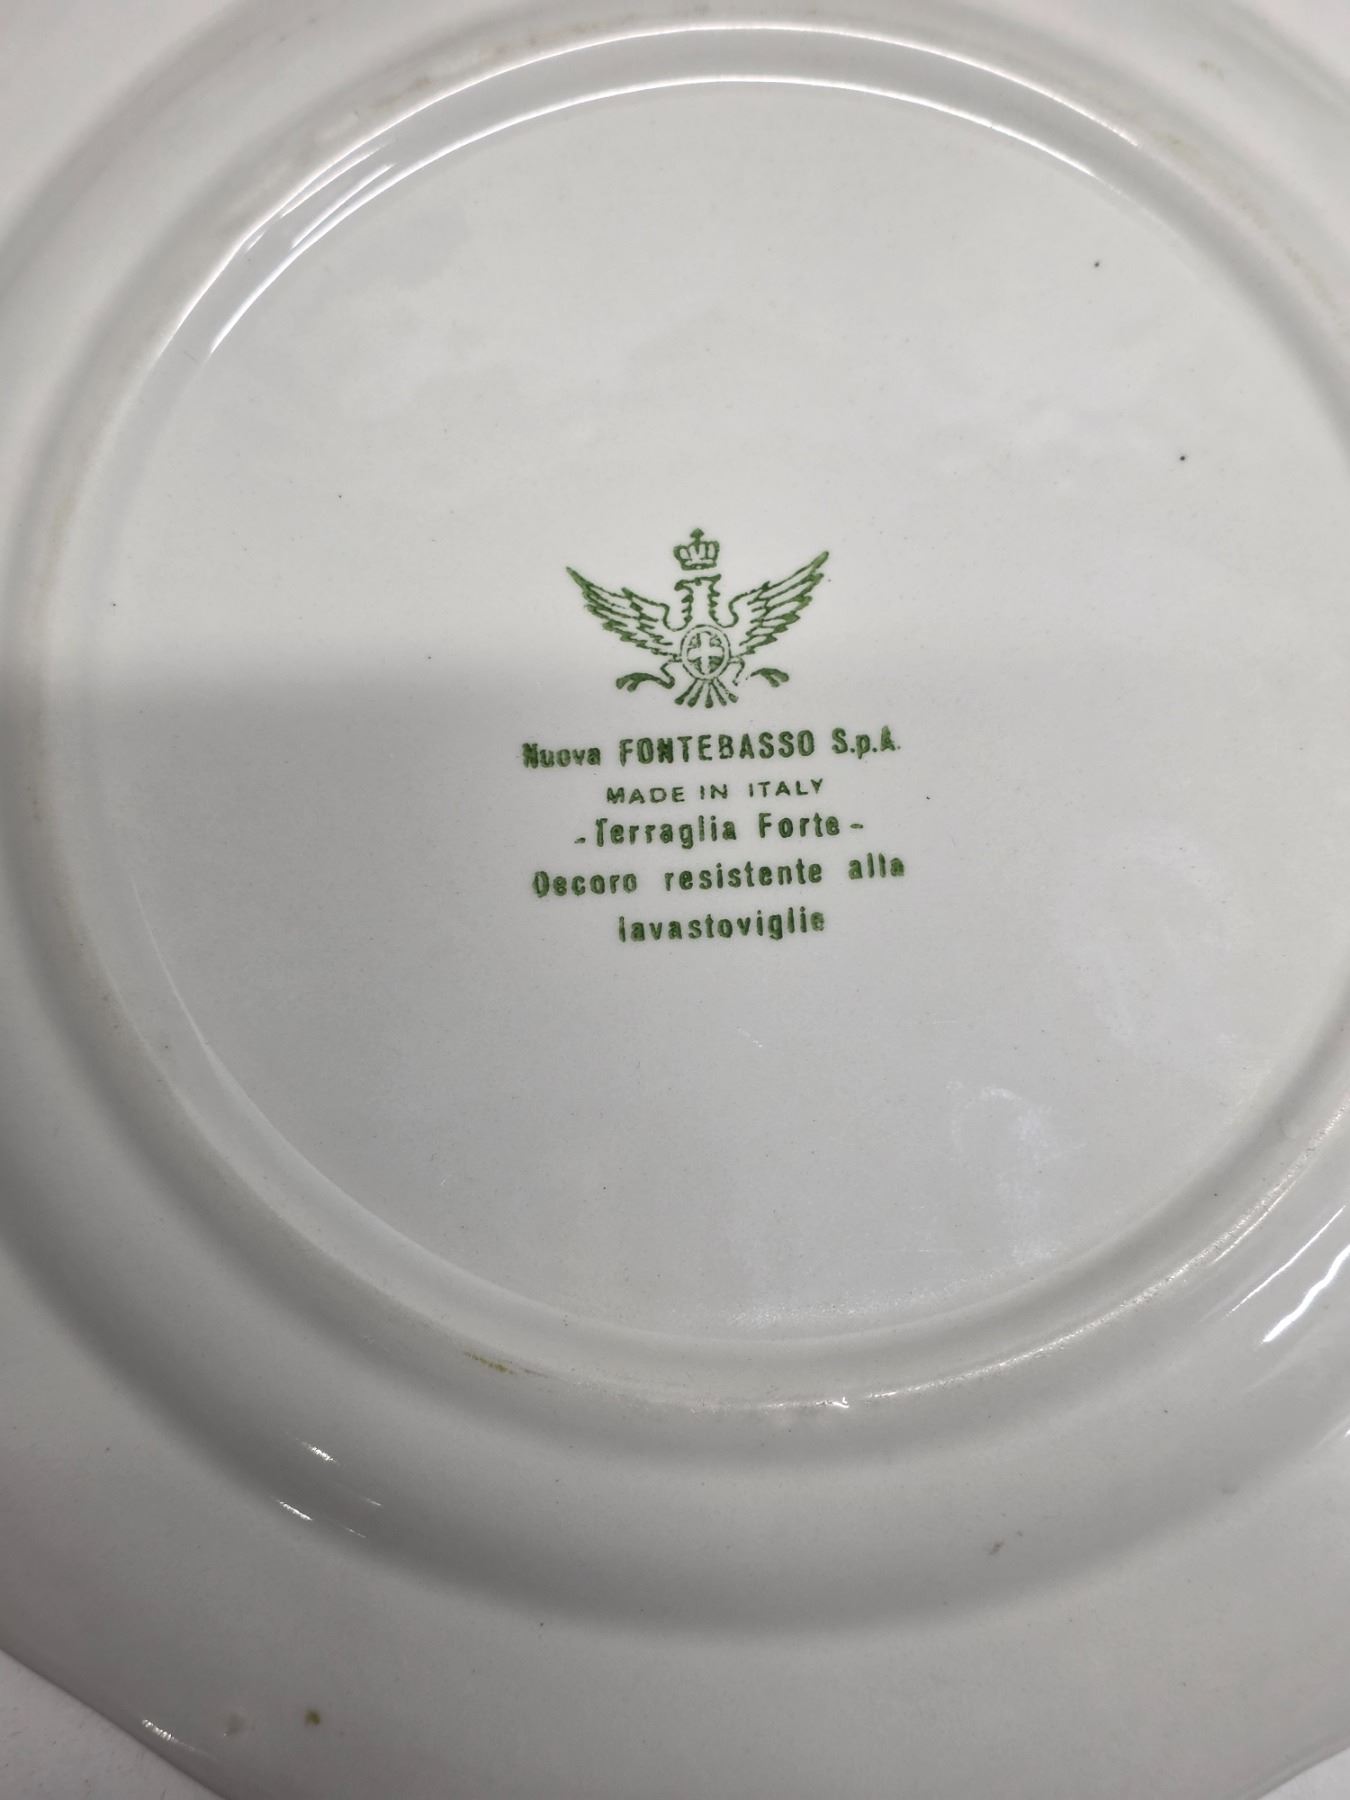 Nuova FONTEBASSO S.p.A.
MADE IN ITALY
-Terraglia Forte-
Decoro resistente alla
lavastoviglie